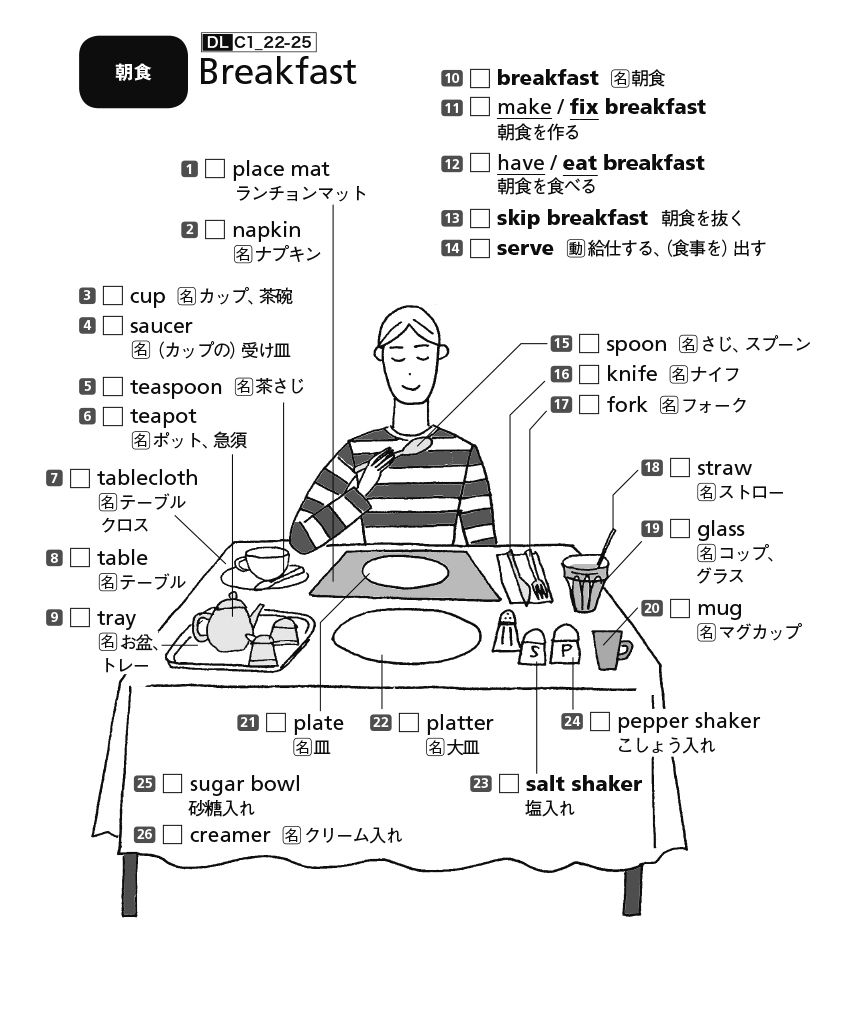 朝食
DL C1_22-25
Breakfast
1 place mat
ランチョンマット
2 napkin
名 ナプキン
3 cup 名 カップ、茶碗
4 saucer
名 (カップの) 受け皿
5 teaspoon 名 茶さじ
6 teapot
名 ポット、急須
7 tablecloth
名 テーブル
クロス
8 table
名 テーブル
9 tray
名 お盆、
トレー
10 breakfast 名 朝食
11 make / fix breakfast
朝食を作る
12 have / eat breakfast
朝食を食べる
13 skip breakfast 朝食を抜く
14 serve 動 給仕する、(食事を) 出す
15 spoon 名 さじ、スプーン
16 knife 名 ナイフ
17 fork 名 フォーク
18 straw
名 ストロー
19 glass
名 コップ、
グラス
20 mug
名 マグカップ
S
P
21 plate
名 皿
22 platter
名 大皿
24 pepper shaker
こしょう入れ
25 sugar bowl
砂糖入れ
23 salt shaker
塩入れ
26 creamer 名 クリーム入れ